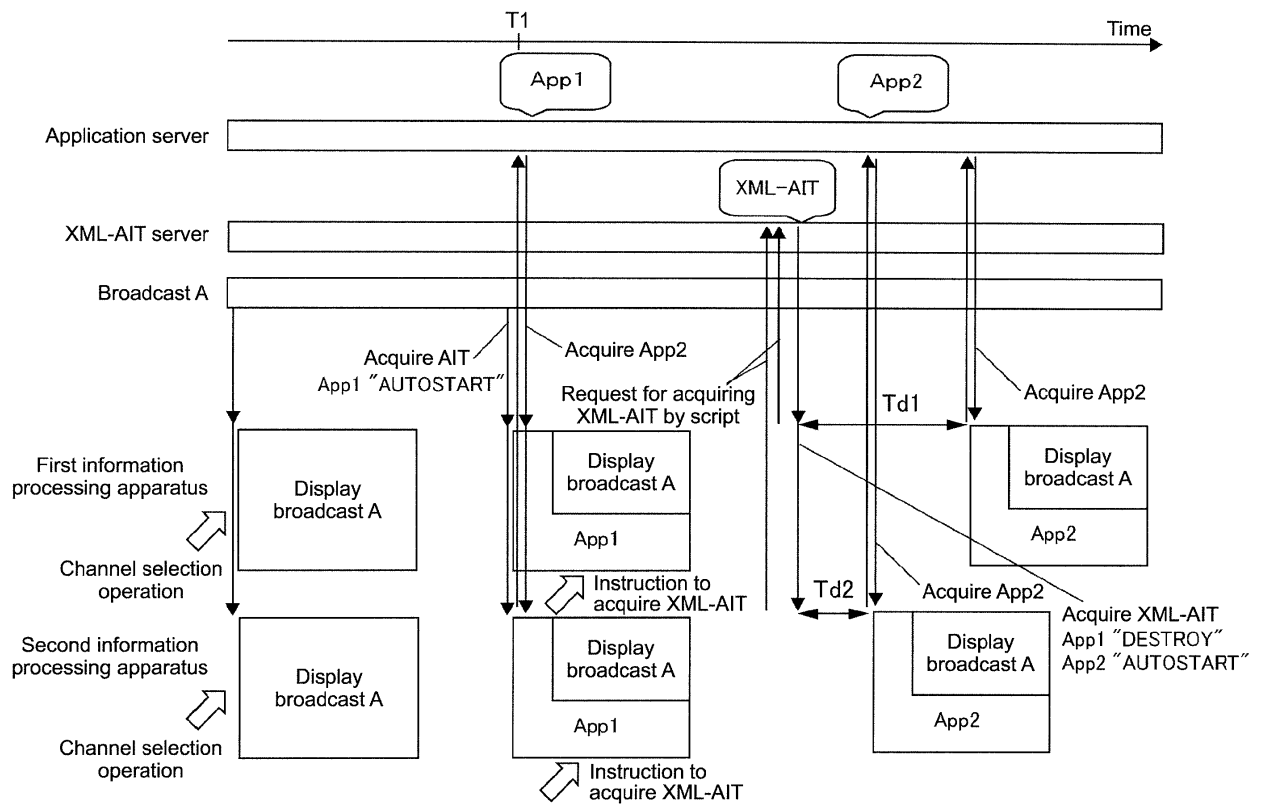 T1
Time
App1
App2
Application server
XML-AIT
XML-AIT server
Broadcast A
Acquire AIT
App1 "AUTOSTART"
Acquire App2
Request for acquiring
XML-AIT by script
Td1
Acquire App2
First information
processing apparatus
Display
broadcast A
Display
broadcast A
App1
Display
broadcast A
App2
Channel selection
operation
Instruction to
acquire XML-AIT
Td2
Acquire App2
Acquire XML-AIT
App1 "DESTROY"
App2 "AUTOSTART"
Second information
processing apparatus
Display
broadcast A
Display
broadcast A
App1
Display
broadcast A
App2
Channel selection
operation
Instruction to
acquire XML-AIT